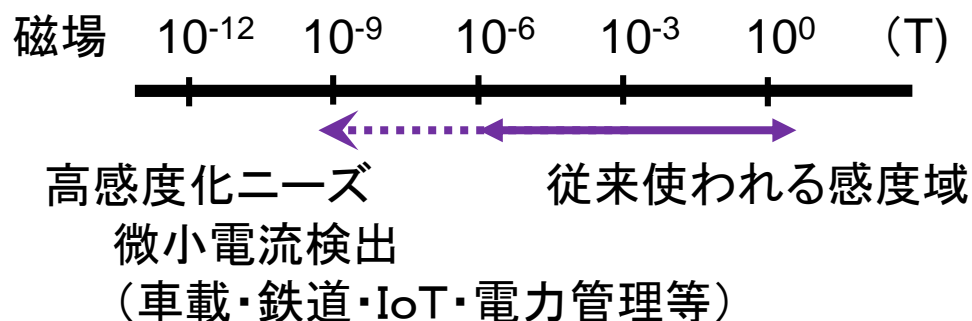 磁場 10⁻¹² 10⁻⁹ 10⁻⁶ 10⁻³ 10⁰ （T）
高感度化ニーズ 従来使われる感度域
微小電流検出
（車載・鉄道・IoT・電力管理等）